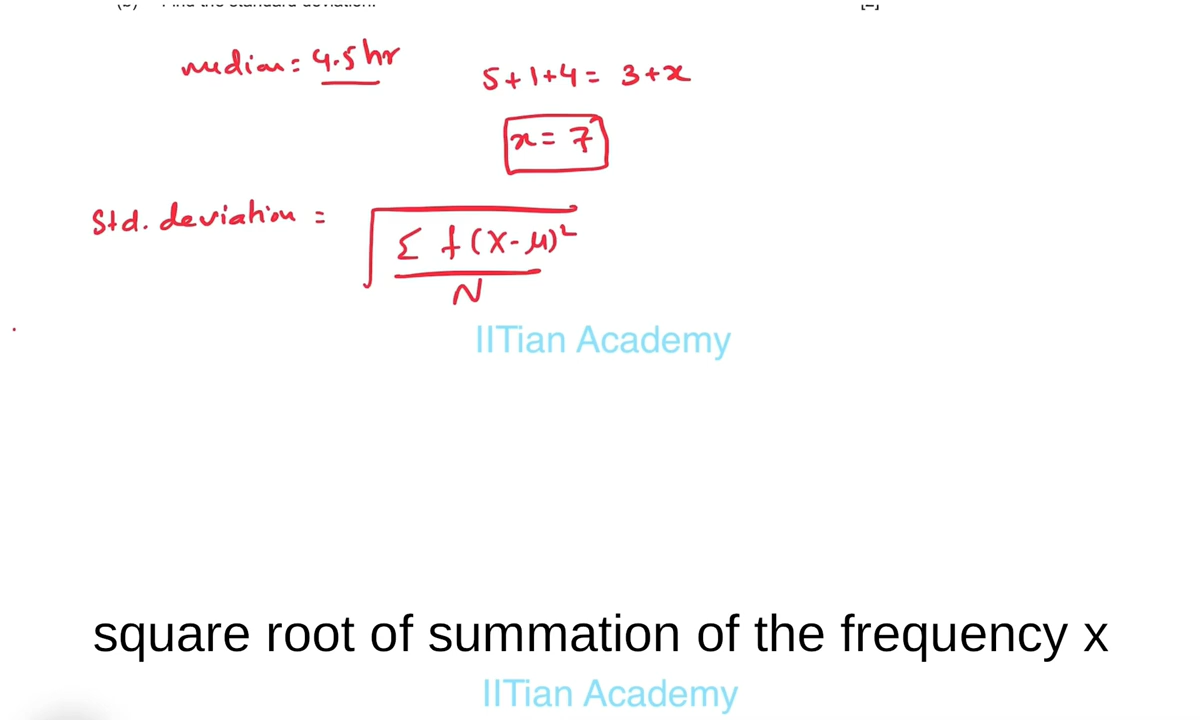 median = 4.5 hr
5 + 1 + 4 = 3 + x
x = 7
Std. deviation = √ Σ f (X - μ)² / N
IITian Academy
square root of summation of the frequency x
IITian Academy